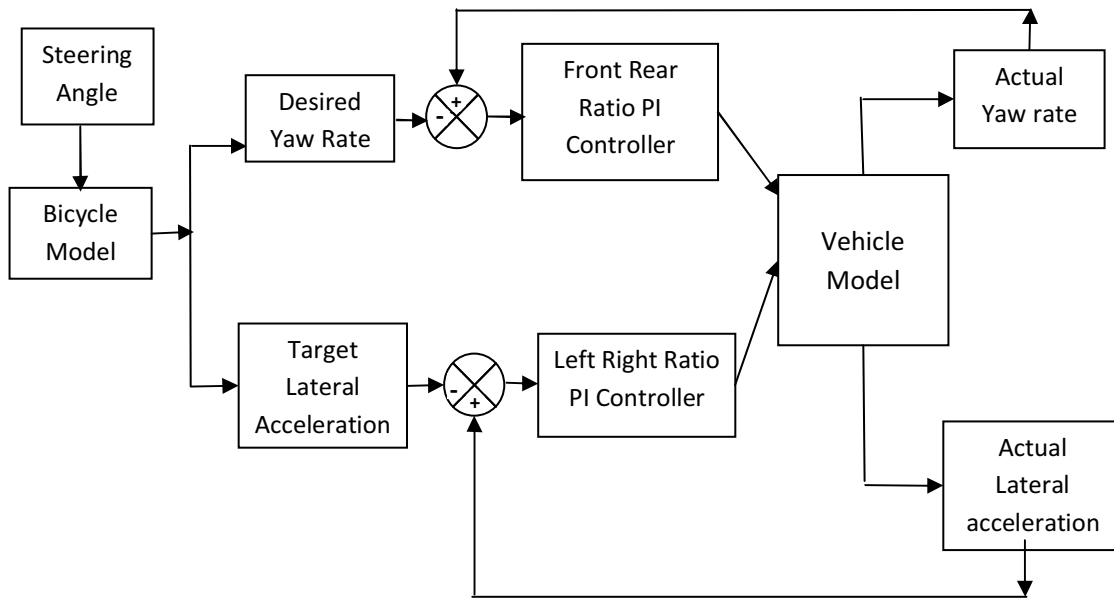 Steering
Angle
Bicycle
Model
Desired
Yaw Rate
+
-
Front Rear
Ratio PI
Controller
Actual
Yaw rate
Vehicle
Model
Target
Lateral
Acceleration
-
+
Left Right Ratio
PI Controller
Actual
Lateral
acceleration